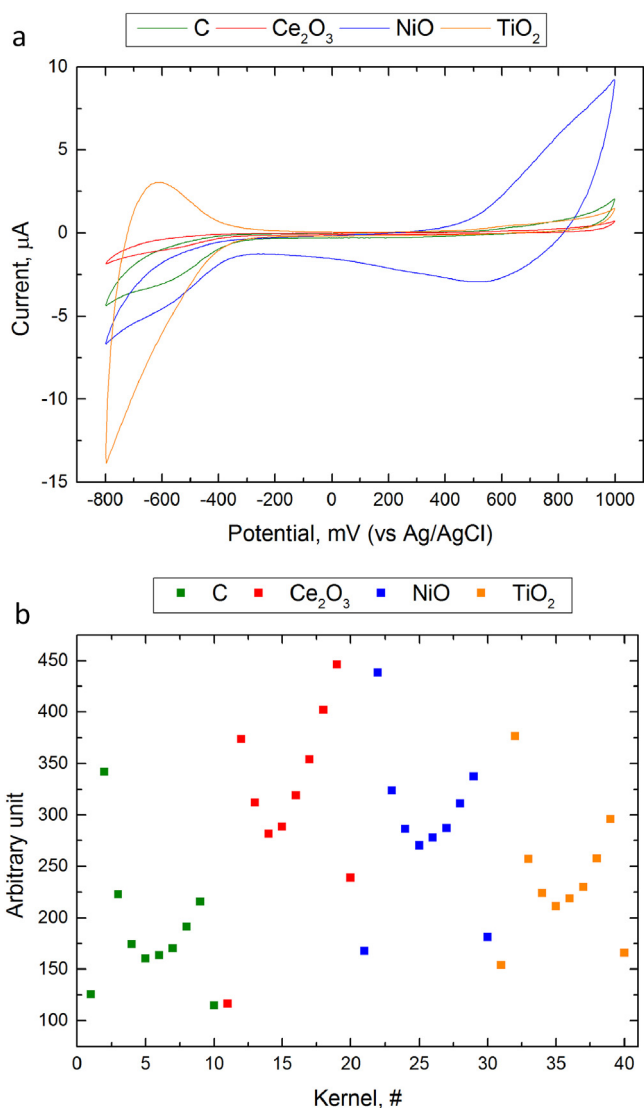 a
C Ce₂O₃ NiO TiO₂
10
5
0
-5
-10
-15
Current, μA
-800 -600 -400 -200 0 200 400 600 800 1000
Potential, mV (vs Ag/AgCl)
b
C Ce₂O₃ NiO TiO₂
450
400
350
300
250
200
150
100
Arbitrary unit
0 5 10 15 20 25 30 35 40
Kernel, #